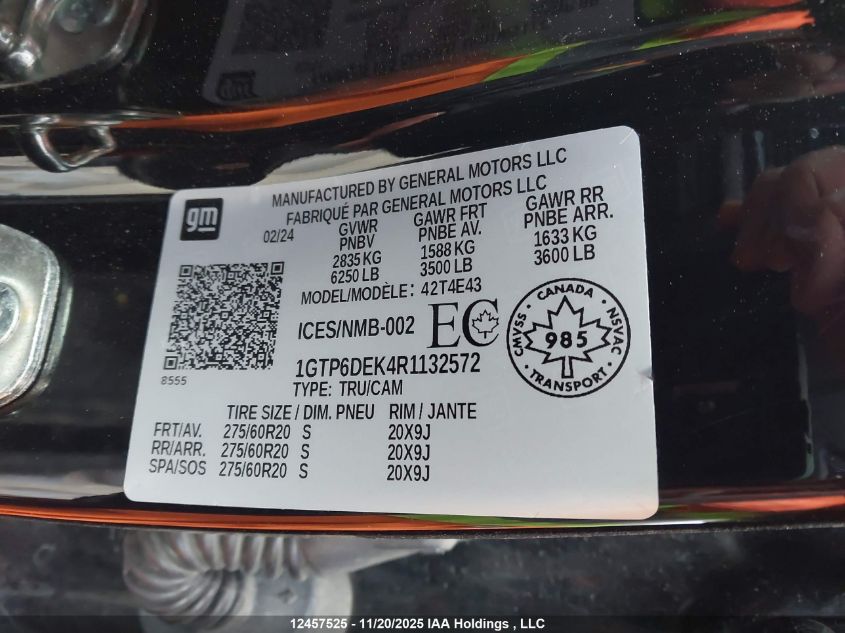 gm
MANUFACTURED BY GENERAL MOTORS LLC
FABRIQUÉ PAR GENERAL MOTORS LLC
02/24
GVWR
PNBV
2835 KG
6250 LB
GAWR FRT
PNBE AV.
1588 KG
3500 LB
GAWR RR
PNBE ARR.
1633 KG
3600 LB
MODEL/MODÈLE: 42T4E43
ICES/NMB-002
EC
CANADA
CMVSS
985
NSVAC
TRANSPORT
8555
1GTP6DEK4R1132572
TYPE: TRU/CAM
TIRE SIZE / DIM. PNEU RIM / JANTE
FRT/AV. 275/60R20 S 20X9J
RR/ARR. 275/60R20 S 20X9J
SPA/SOS 275/60R20 S 20X9J
12457525 - 11/20/2025 IAA Holdings , LLC